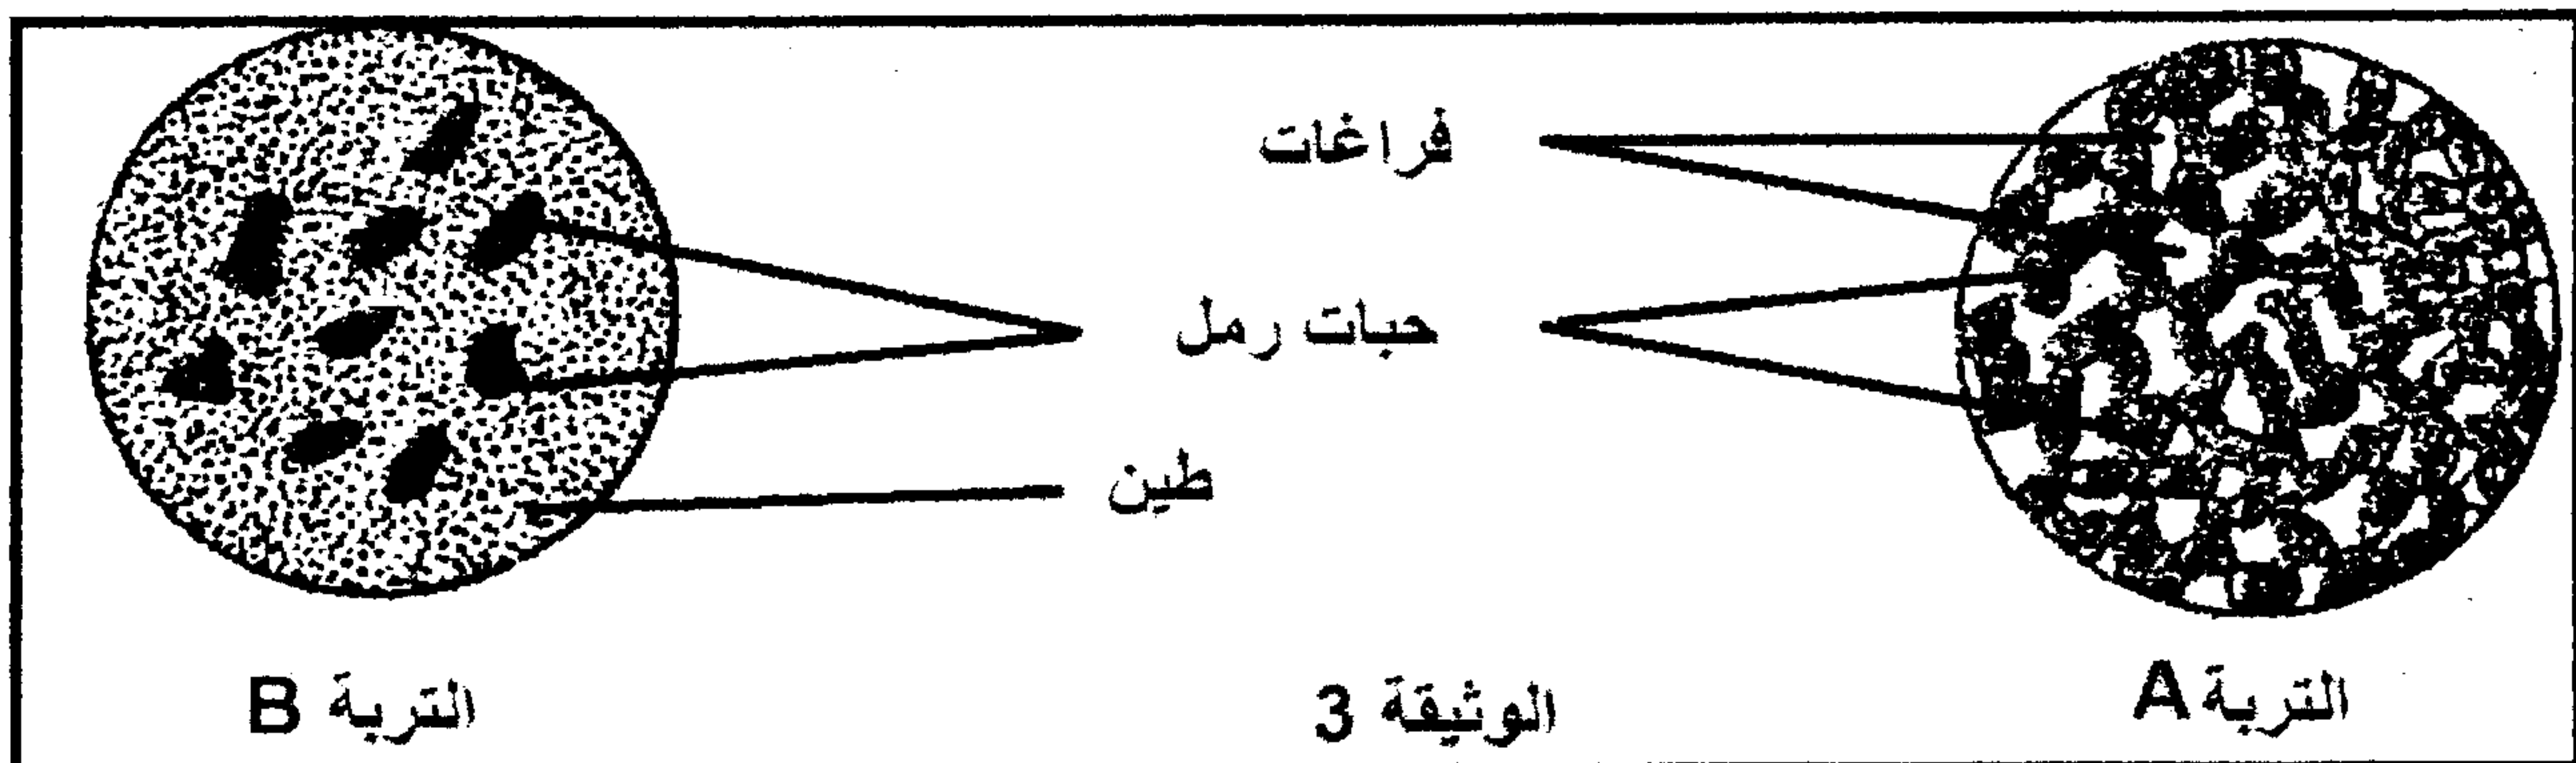 فراغات
حبات رمل
طين
التربة A
الوثيقة 3
التربة B